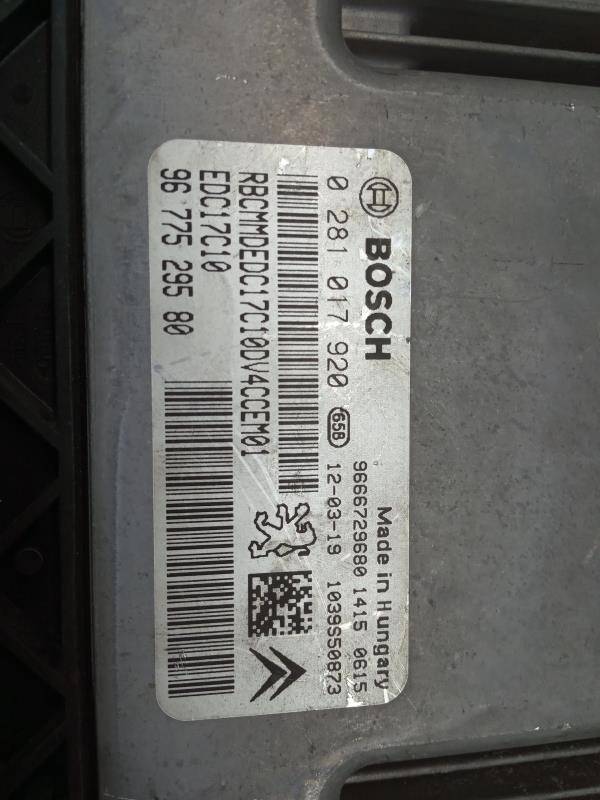 BOSCH
Made in Hungary
9666729680 1415 0615
0 281 017 920 65B 12-03-19 1039S50873
RBCMMDEDC17C10DV4CCEM01
EDC17C10
96 775 295 80